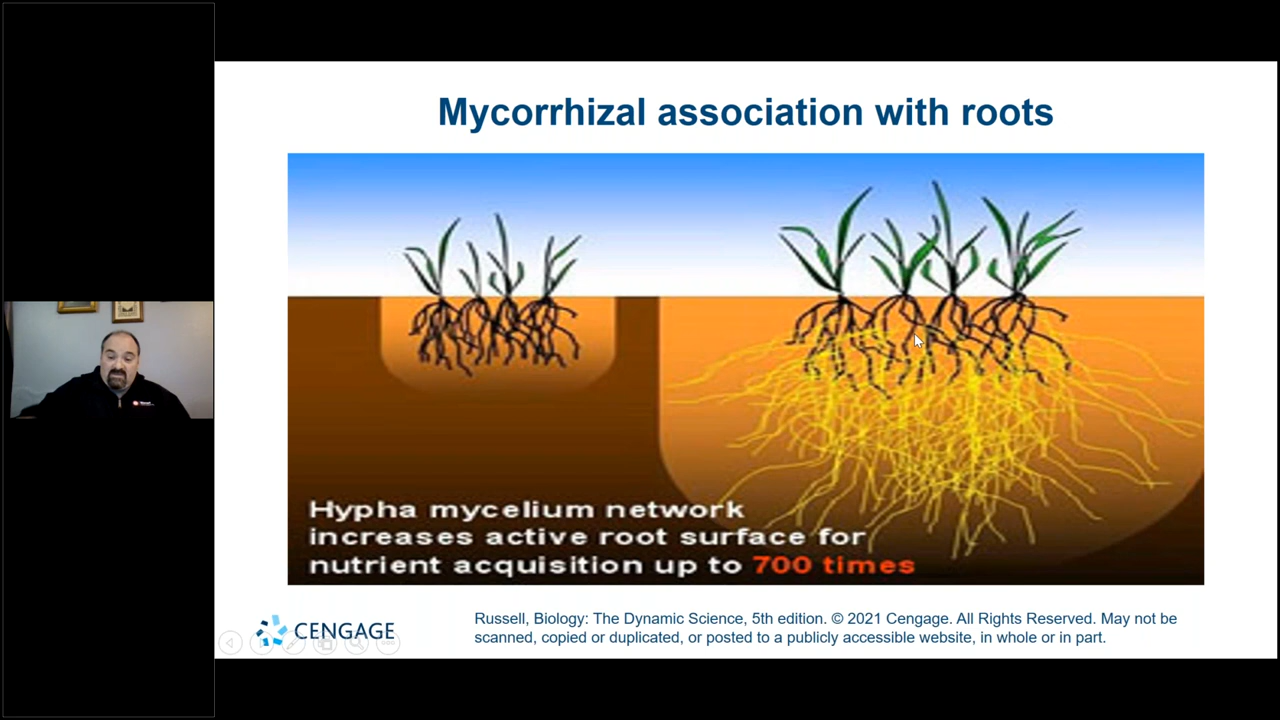 Mycorrhizal association with roots
Hypha mycelium network
increases active root surface for
nutrient acquisition up to 700 times
CENGAGE
Russell, Biology: The Dynamic Science, 5th edition. © 2021 Cengage. All Rights Reserved. May not be
scanned, copied or duplicated, or posted to a publicly accessible website, in whole or in part.